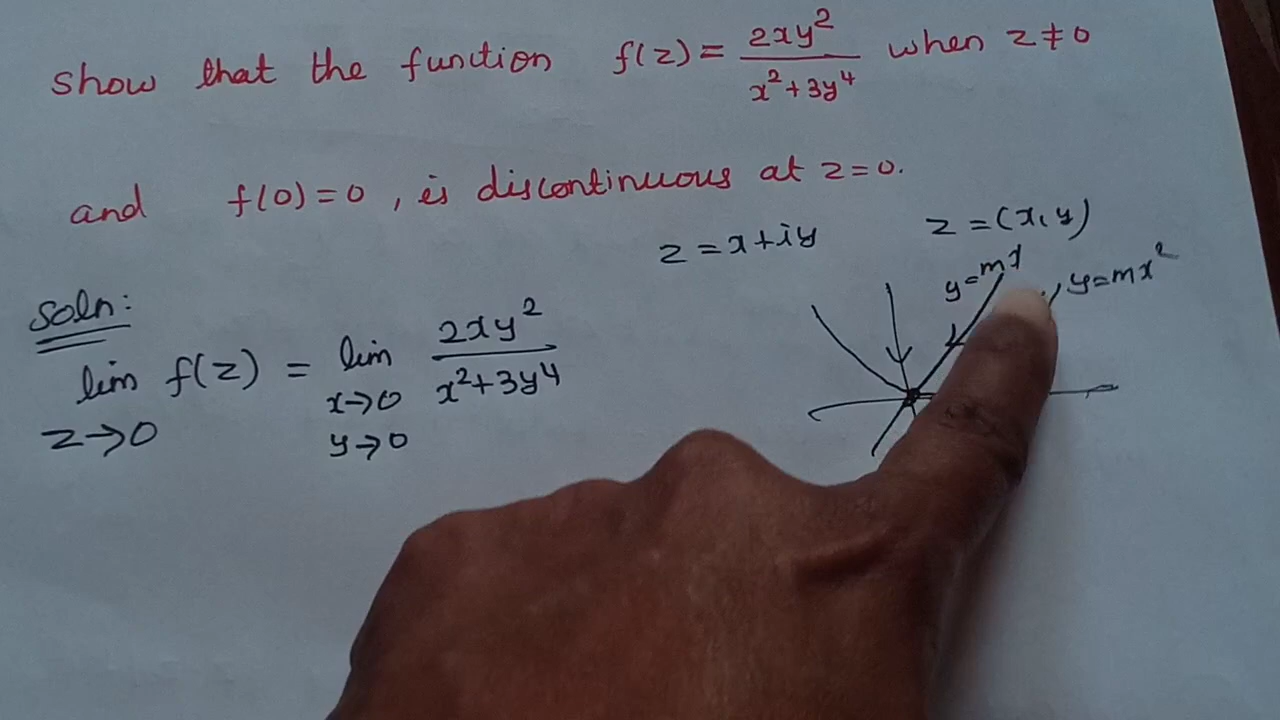 show that the function f(z) = 2xy² / x²+3y⁴ when z≠0
and f(0)=0, is discontinuous at z=0.
z=x+iy z=(x,y)
y=mx y=mx²
Soln:
lim f(z) = lim 2xy² / x²+3y⁴
z→0 x→0
y→0